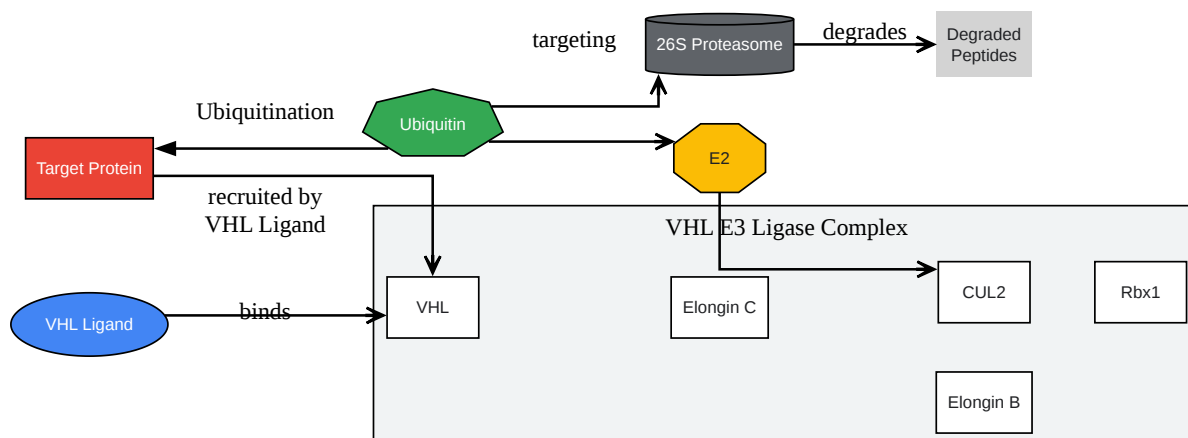 targeting
26S Proteasome
degrades
Degraded
Peptides
Ubiquitination
Ubiquitin
E2
Target Protein
recruited by
VHL Ligand
VHL E3 Ligase Complex
VHL Ligand
binds
VHL
Elongin C
CUL2
Rbx1
Elongin B